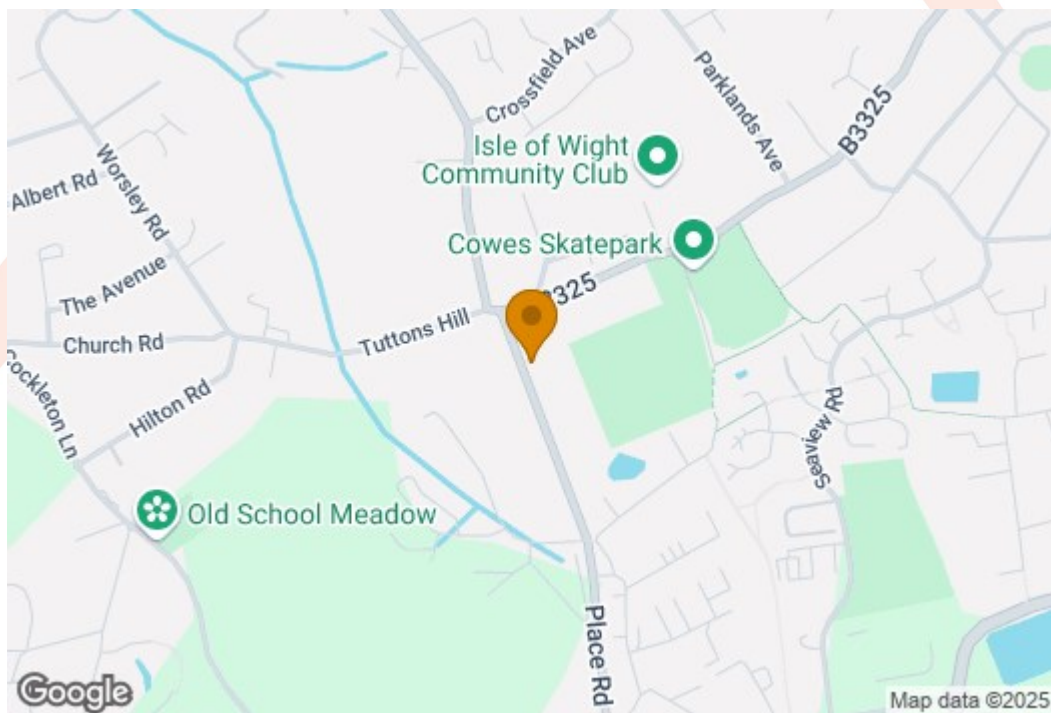 Crossfield Ave
Parklands Ave
B3325
Isle of Wight
Community Club
Worsley Rd
Albert Rd
Cowes Skatepark
The Avenue
3325
Tuttons Hill
Church Rd
Cockleton Ln
Hilton Rd
Seaview Rd
Old School Meadow
Place Rd
Google
Map data ©2025